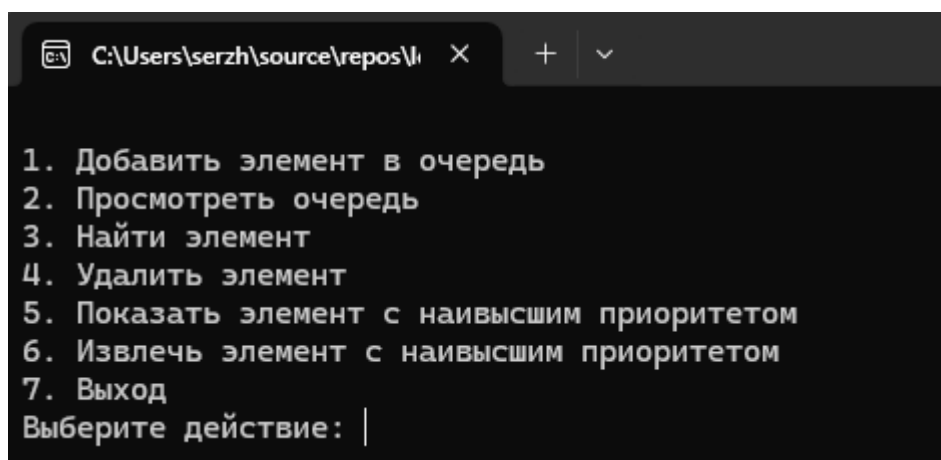 C:\Users\serzh\source\repos\l
1. Добавить элемент в очередь
2. Просмотреть очередь
3. Найти элемент
4. Удалить элемент
5. Показать элемент с наивысшим приоритетом
6. Извлечь элемент с наивысшим приоритетом
7. Выход
Выберите действие: